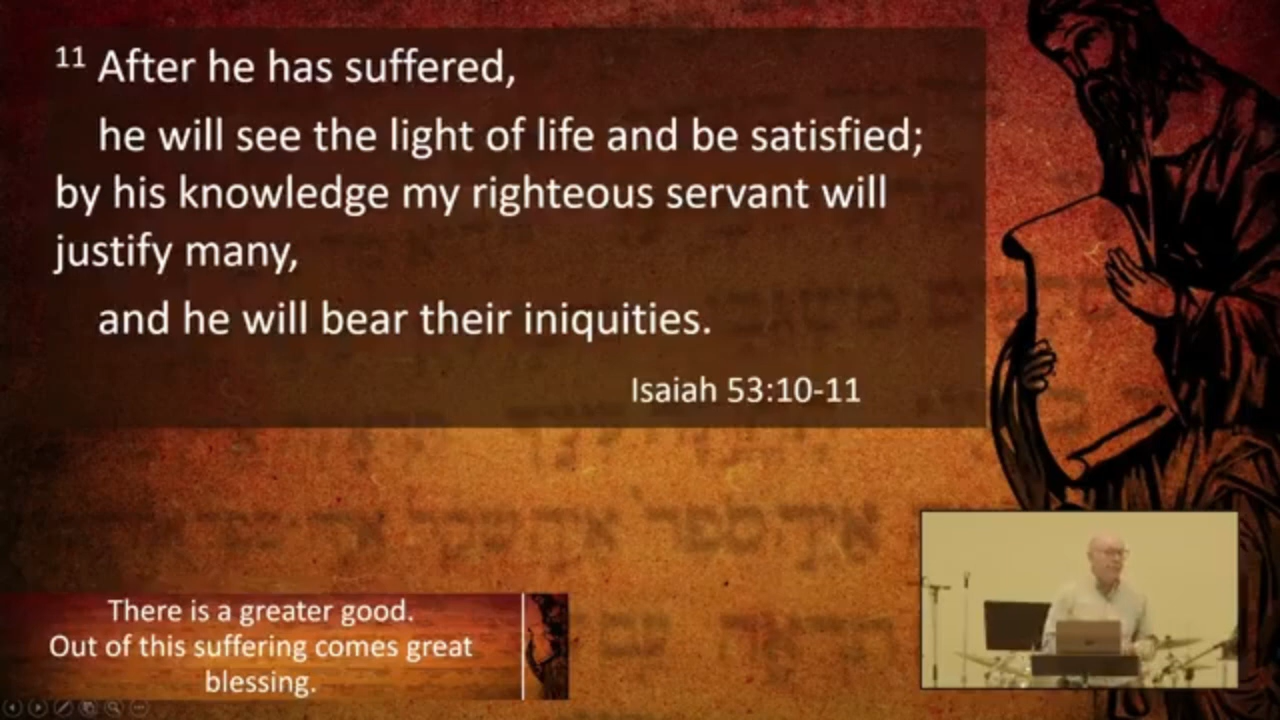 11 After he has suffered,
he will see the light of life and be satisfied;
by his knowledge my righteous servant will
justify many,
and he will bear their iniquities.
Isaiah 53:10-11
There is a greater good.
Out of this suffering comes great
blessing.